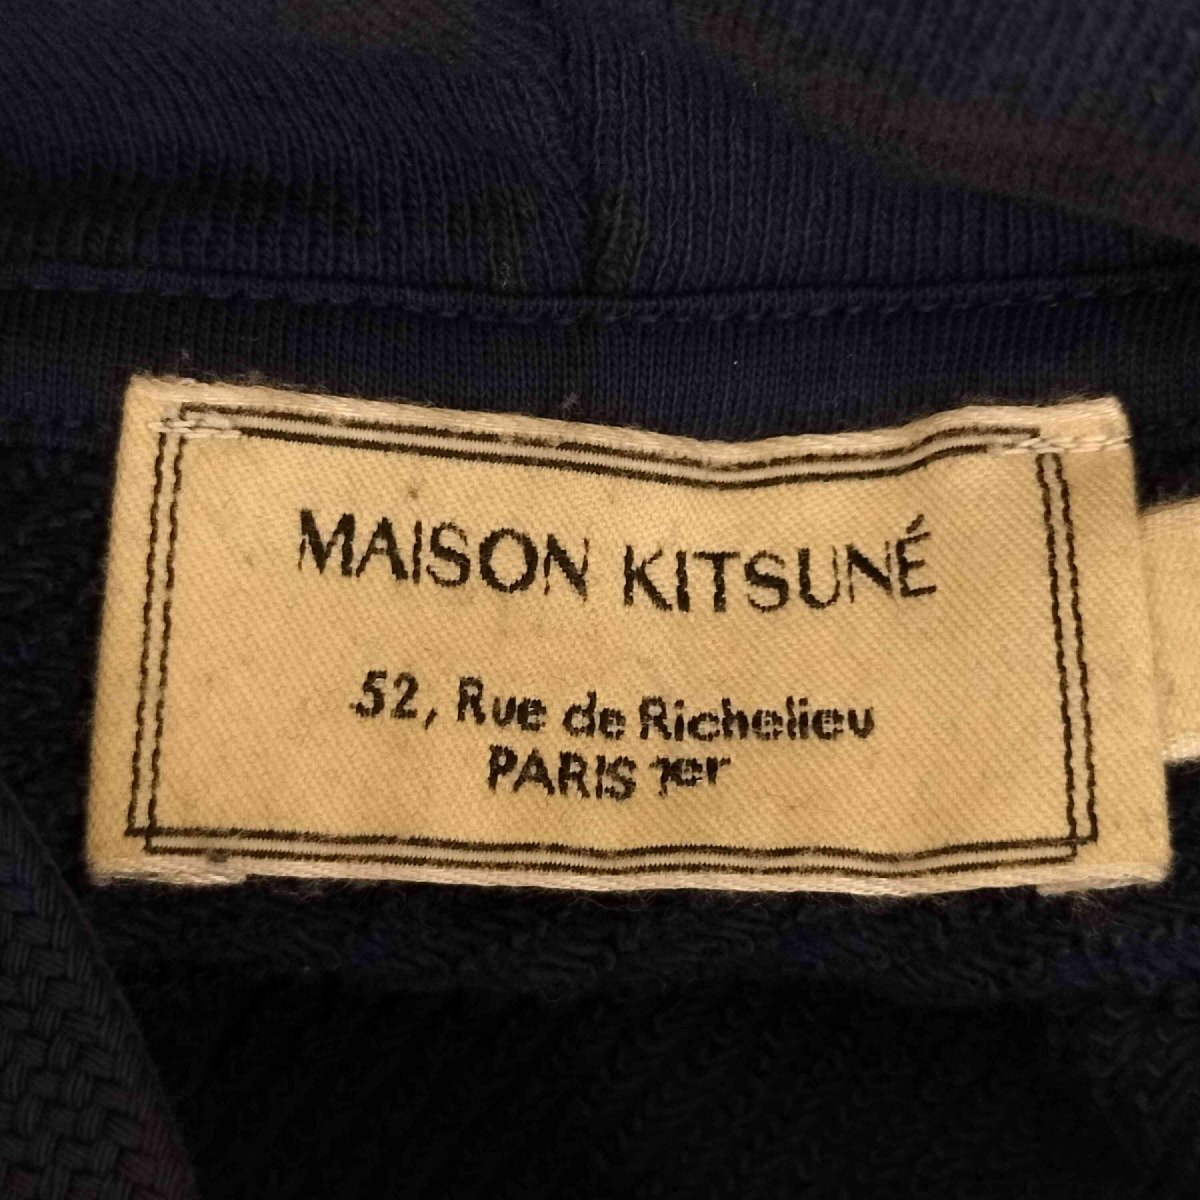 MAISON KITSUNÉ
52, Rue de Richelieu
PARIS 1er